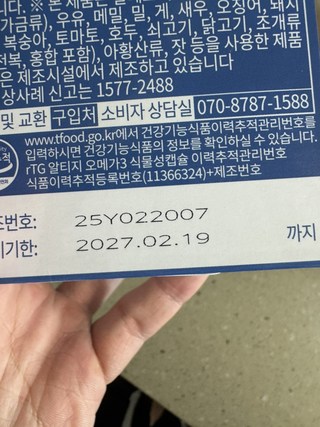 니다. ※ 본 제품은 알
가금류), 우유, 메밀, 밀, 게, 새우, 오징어, 돼지
복숭아, 토마토, 호두, 쇠고기, 닭고기, 조개류
전복, 홍합 포함), 아황산류, 잣 등을 사용한 제품
은 제조시설에서 제조하고 있습니다
상사례 신고는 1577-2488
및 교환 구입처 소비자 상담실 070-8787-1588
www.tfood.go.kr에서 건강기능식품이력추적관리번호를
입력하시면 건강기능식품의 정보를 확인하실 수 있습니다.
rTG 알티지 오메가3 식물성캡슐 이력추적관리번호
식품이력추적등록번호(11366324)+제조번호
조번호: 25Y022007
비기한: 2027.02.19 까지